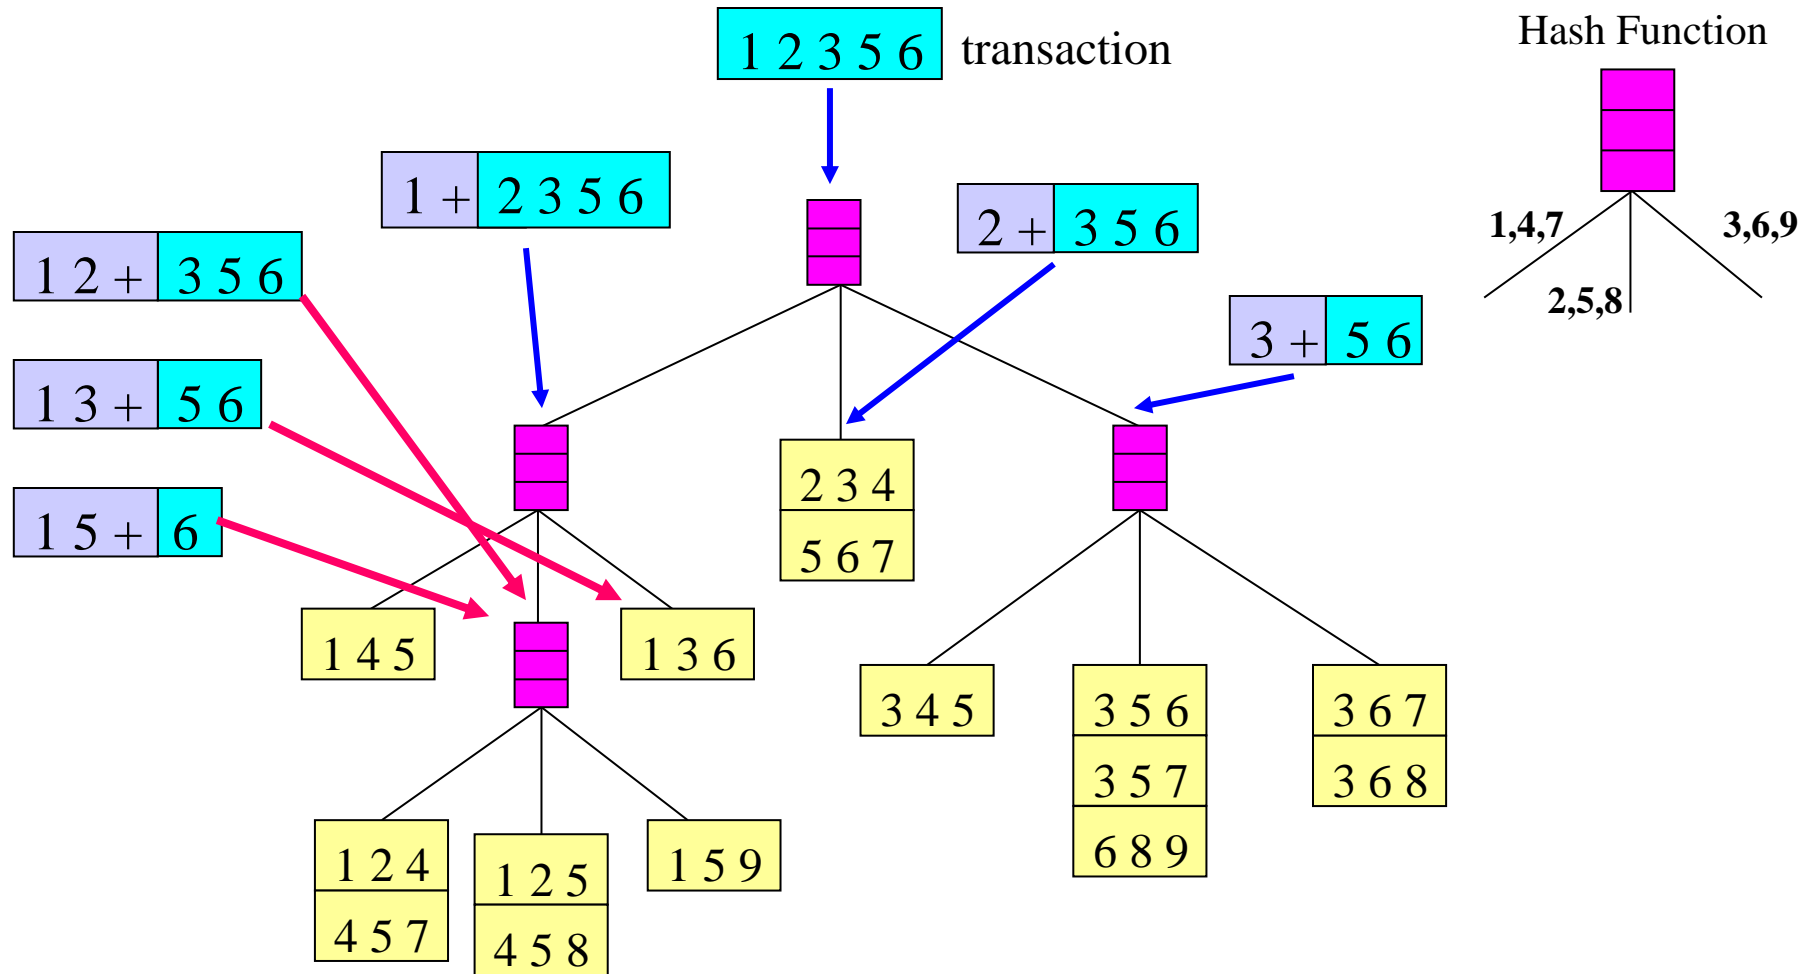 1 2 3 5 6 transaction
Hash Function
1 + 2 3 5 6
2 + 3 5 6
1,4,7
3,6,9
2,5,8
1 2 + 3 5 6
3 + 5 6
1 3 + 5 6
1 5 + 6
2 3 4
5 6 7
1 4 5
1 3 6
3 4 5
3 5 6
3 6 7
3 5 7
3 6 8
6 8 9
1 2 4
1 2 5
1 5 9
4 5 7
4 5 8